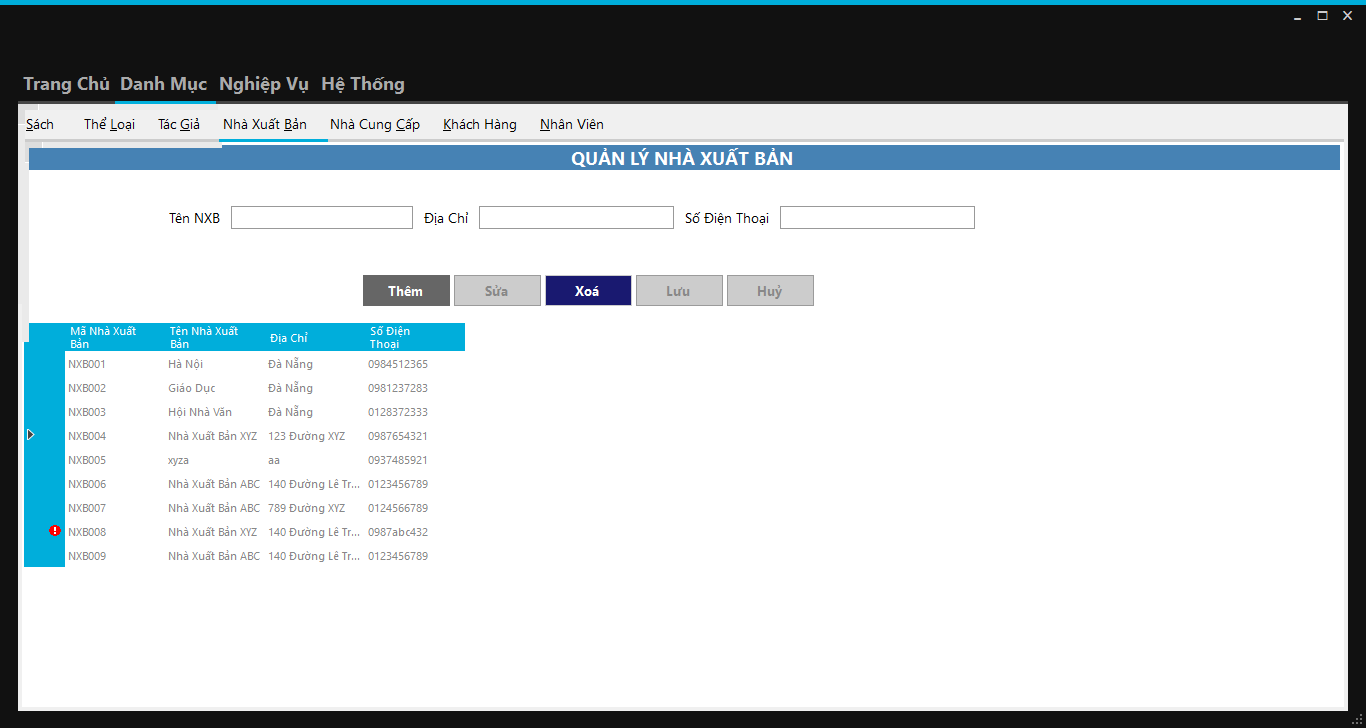 Trang Chủ Danh Mục Nghiệp Vụ Hệ Thống
Sách Thể Loại Tác Giả Nhà Xuất Bản Nhà Cung Cấp Khách Hàng Nhân Viên
QUẢN LÝ NHÀ XUẤT BẢN
Tên NXB Địa Chỉ Số Điện Thoại
Thêm Sửa Xoá Lưu Huỷ
Mã Nhà Xuất Bản Tên Nhà Xuất Bản Địa Chỉ Số Điện Thoại
NXB001 Hà Nội Đà Nẵng 0984512365
NXB002 Giáo Dục Đà Nẵng 0981237283
NXB003 Hội Nhà Văn Đà Nẵng 0128372333
NXB004 Nhà Xuất Bản XYZ 123 Đường XYZ 0987654321
NXB005 xyza aa 0937485921
NXB006 Nhà Xuất Bản ABC 140 Đường Lê Tr... 0123456789
NXB007 Nhà Xuất Bản ABC 789 Đường XYZ 0124566789
NXB008 Nhà Xuất Bản XYZ 140 Đường Lê Tr... 0987abc432
NXB009 Nhà Xuất Bản ABC 140 Đường Lê Tr... 0123456789